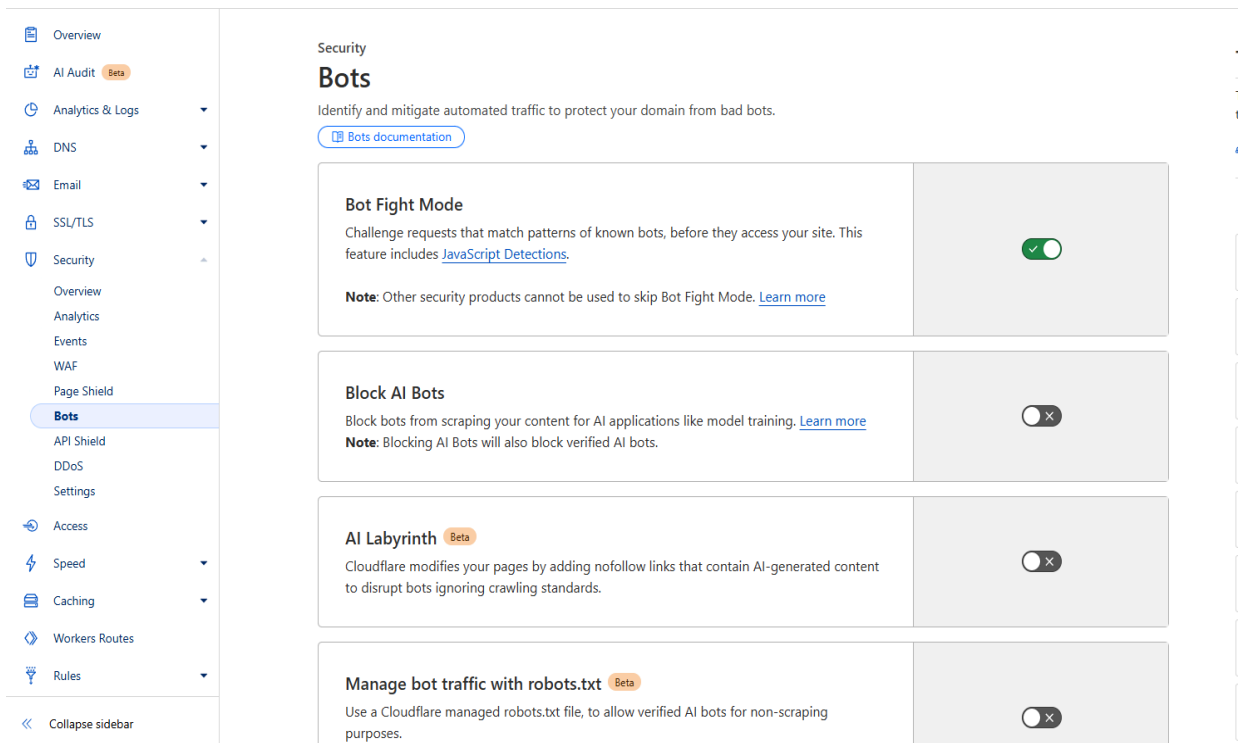 Overview
AI Audit Beta
Analytics & Logs
DNS
Email
SSL/TLS
Security
Overview
Analytics
Events
WAF
Page Shield
Bots
API Shield
DDoS
Settings
Access
Speed
Caching
Workers Routes
Rules
Collapse sidebar
Security
Bots
Identify and mitigate automated traffic to protect your domain from bad bots.
Bots documentation
Bot Fight Mode
Challenge requests that match patterns of known bots, before they access your site. This
feature includes JavaScript Detections.
Note: Other security products cannot be used to skip Bot Fight Mode. Learn more
Block AI Bots
Block bots from scraping your content for AI applications like model training. Learn more
Note: Blocking AI Bots will also block verified AI bots.
AI Labyrinth Beta
Cloudflare modifies your pages by adding nofollow links that contain AI-generated content
to disrupt bots ignoring crawling standards.
Manage bot traffic with robots.txt Beta
Use a Cloudflare managed robots.txt file, to allow verified AI bots for non-scraping
purposes.